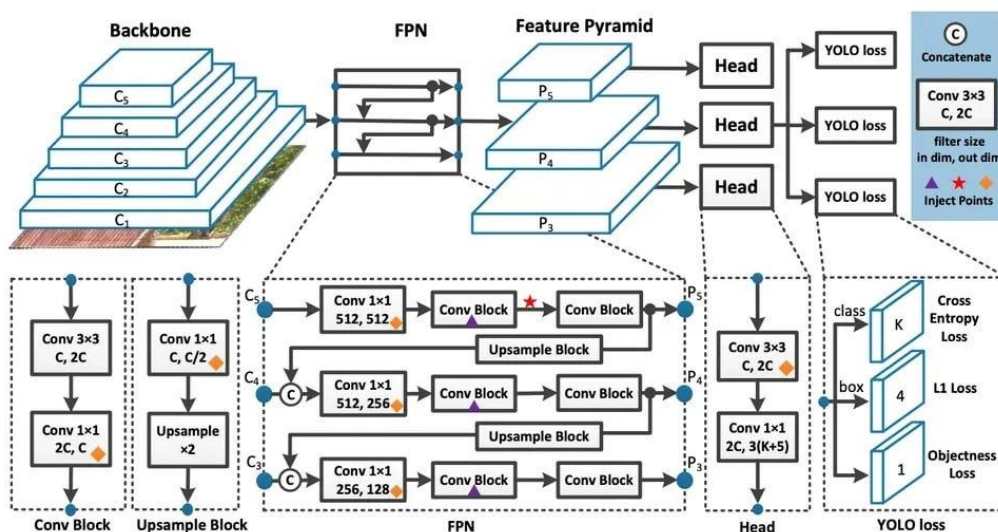 Backbone
FPN
Feature Pyramid
C5
C4
C3
C2
C1
P5
P4
P3
Head
Head
Head
YOLO loss
YOLO loss
YOLO loss
C
Concatenate
Conv 3×3
C, 2C
filter size
in dim, out dim
Inject Points
Conv 3×3
C, 2C
Conv 1×1
2C, C
Conv Block
Conv 1×1
C, C/2
Upsample
×2
Upsample Block
C5
Conv 1×1
512, 512
Conv Block
Conv Block
P5
Upsample Block
C4
C
Conv 1×1
512, 256
Conv Block
Conv Block
P4
Upsample Block
C3
C
Conv 1×1
256, 128
Conv Block
Conv Block
P3
FPN
Conv 3×3
C, 2C
Conv 1×1
2C, 3(K+5)
Head
class
K
Cross
Entropy
Loss
box
4
L1 Loss
1
Objectness
Loss
YOLO loss